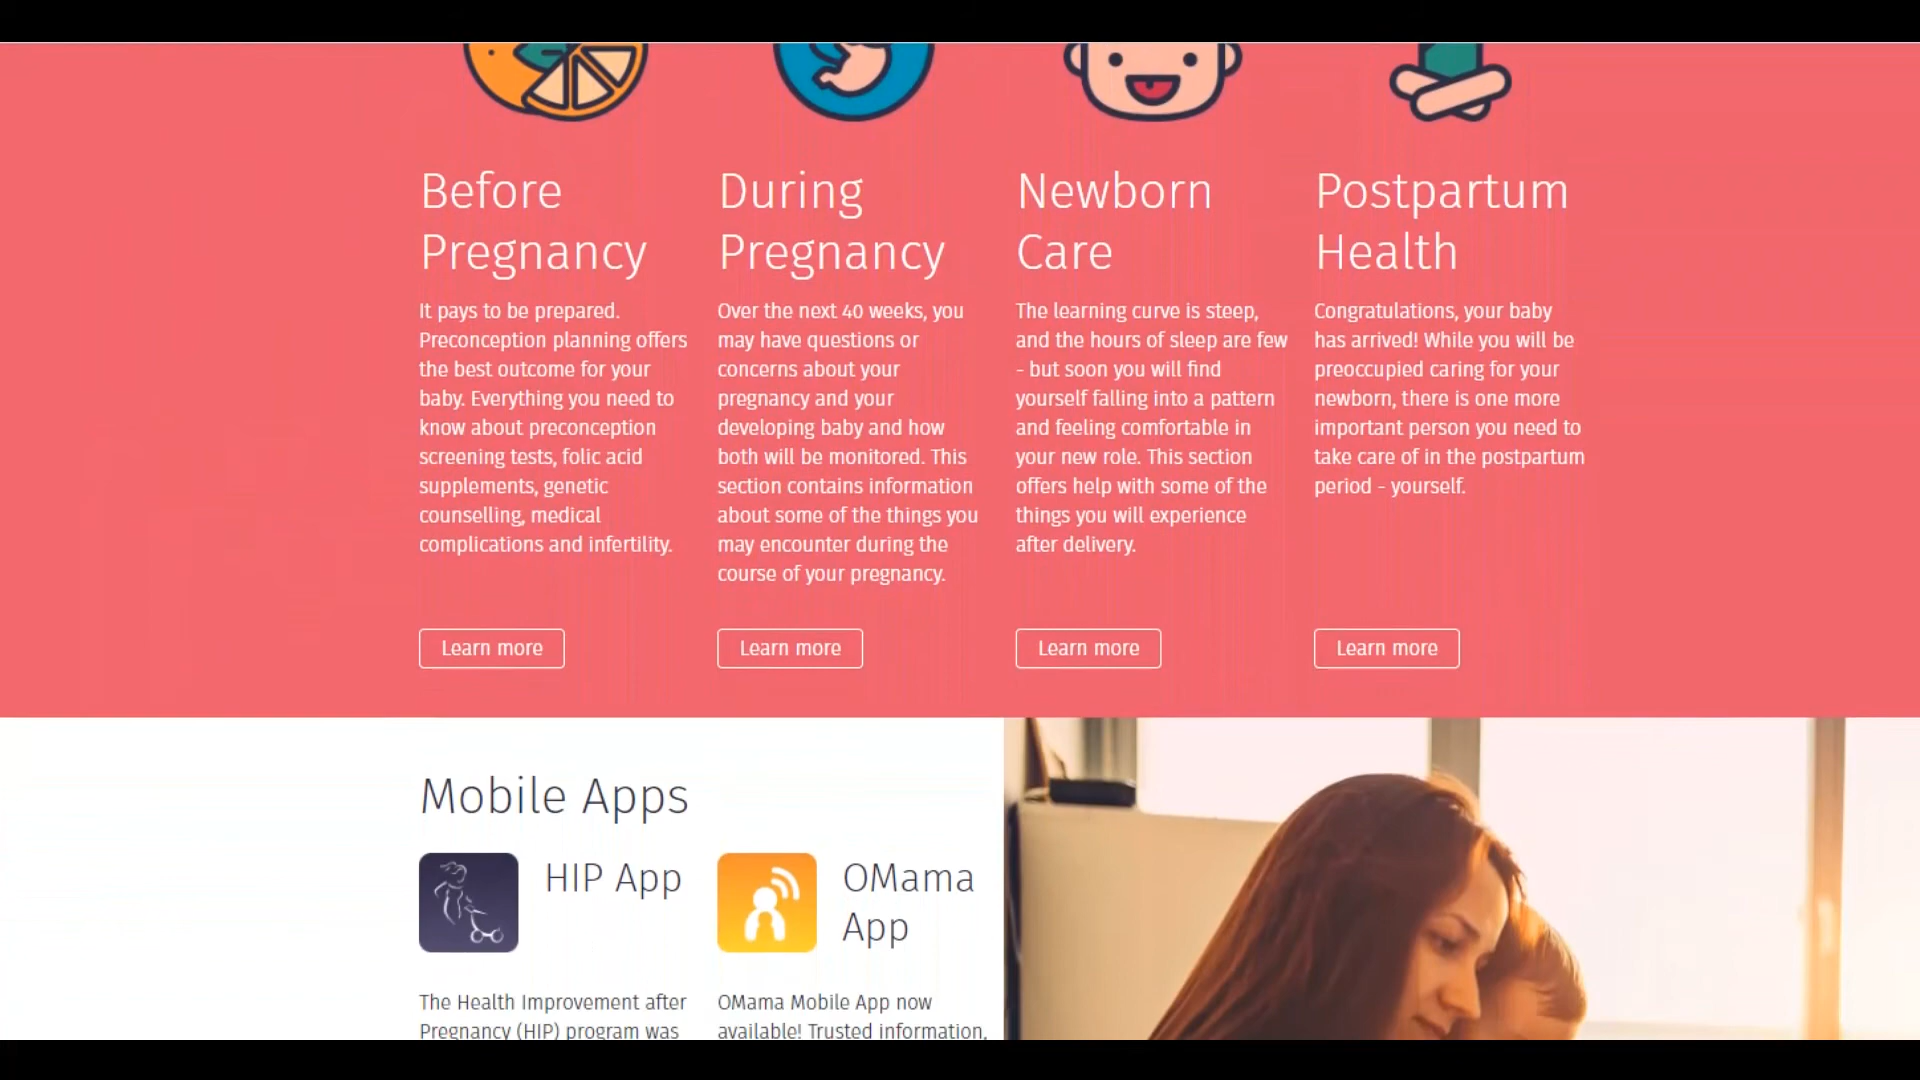 Before
Pregnancy
It pays to be prepared.
Preconception planning offers
the best outcome for your
baby. Everything you need to
know about preconception
screening tests, folic acid
supplements, genetic
counselling, medical
complications and infertility.
Learn more
During
Pregnancy
Over the next 40 weeks, you
may have questions or
concerns about your
pregnancy and your
developing baby and how
both will be monitored. This
section contains information
about some of the things you
may encounter during the
course of your pregnancy.
Learn more
Newborn
Care
The learning curve is steep,
and the hours of sleep are few
- but soon you will find
yourself falling into a pattern
and feeling comfortable in
your new role. This section
offers help with some of the
things you will experience
after delivery.
Learn more
Postpartum
Health
Congratulations, your baby
has arrived! While you will be
preoccupied caring for your
newborn, there is one more
important person you need to
take care of in the postpartum
period - yourself.
Learn more
Mobile Apps
HIP App
The Health Improvement after
Pregnancy (HIP) program was
OMama
App
OMama Mobile App now
available! Trusted information,